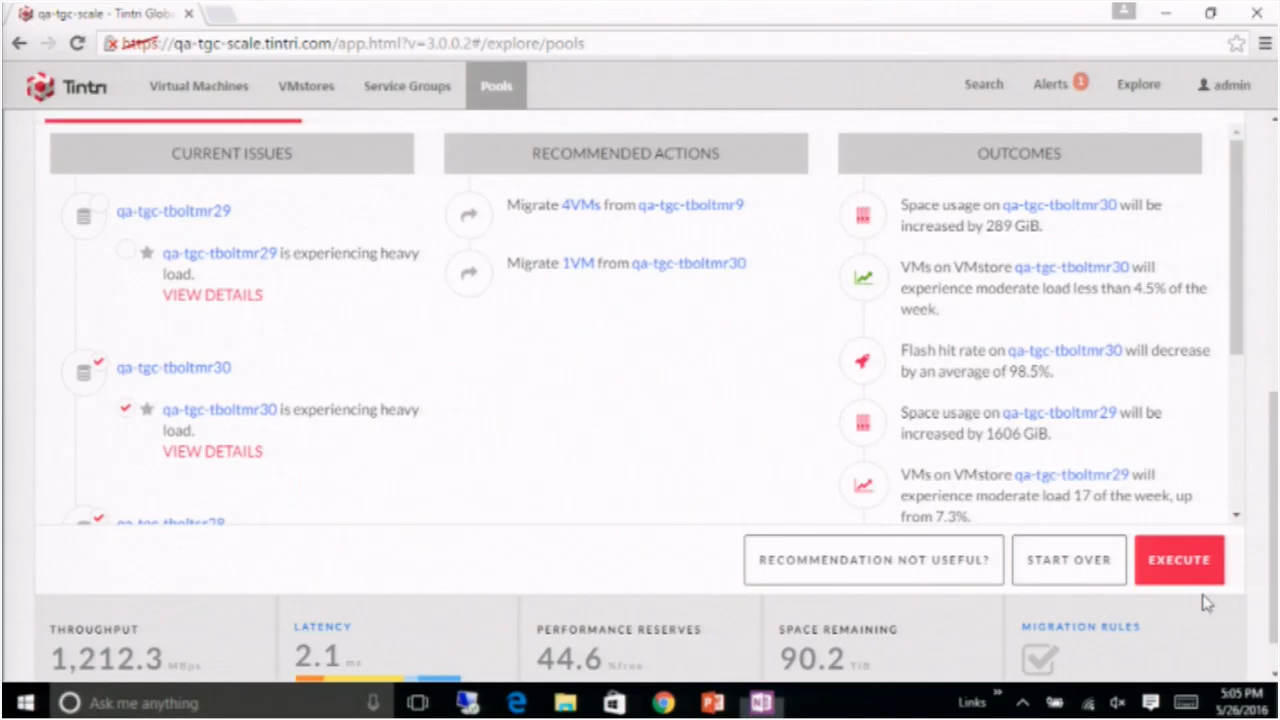 qa-tgc-scale - Tintri Glob
https://qa-tgc-scale.tintri.com/app.html?v=3.0.0.2#/explore/pools
Tintri
Virtual Machines
VMstores
Service Groups
Pools
Search
Alerts 1
Explore
admin
CURRENT ISSUES
qa-tgc-tboltmr29
qa-tgc-tboltmr29 is experiencing heavy
load.
VIEW DETAILS
qa-tgc-tboltmr30
qa-tgc-tboltmr30 is experiencing heavy
load.
VIEW DETAILS
RECOMMENDED ACTIONS
Migrate 4VMs from qa-tgc-tboltmr9
Migrate 1VM from qa-tgc-tboltmr30
OUTCOMES
Space usage on qa-tgc-tboltmr30 will be
increased by 289 GiB.
VMs on VMstore qa-tgc-tboltmr30 will
experience moderate load less than 4.5% of the
week.
Flash hit rate on qa-tgc-tboltmr30 will decrease
by an average of 98.5%.
Space usage on qa-tgc-tboltmr29 will be
increased by 1606 GiB.
VMs on VMstore qa-tgc-tboltmr29 will
experience moderate load 17 of the week, up
from 7.3%.
RECOMMENDATION NOT USEFUL?
START OVER
EXECUTE
THROUGHPUT
1,212.3 MBps
LATENCY
2.1 ms
PERFORMANCE RESERVES
44.6 %free
SPACE REMAINING
90.2 TiB
MIGRATION RULES
Ask me anything
Links
5:05 PM
5/26/2016